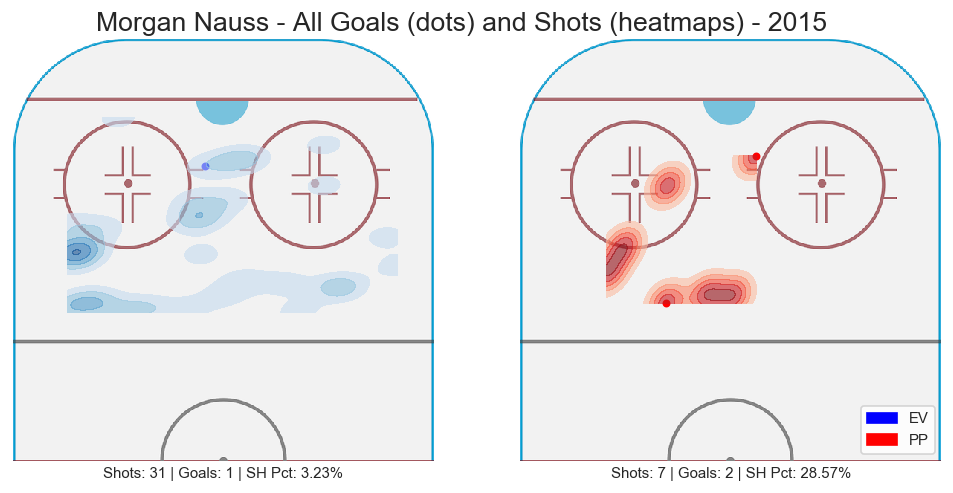 Morgan Nauss - All Goals (dots) and Shots (heatmaps) - 2015
EV
PP
Shots: 31 | Goals: 1 | SH Pct: 3.23%
Shots: 7 | Goals: 2 | SH Pct: 28.57%